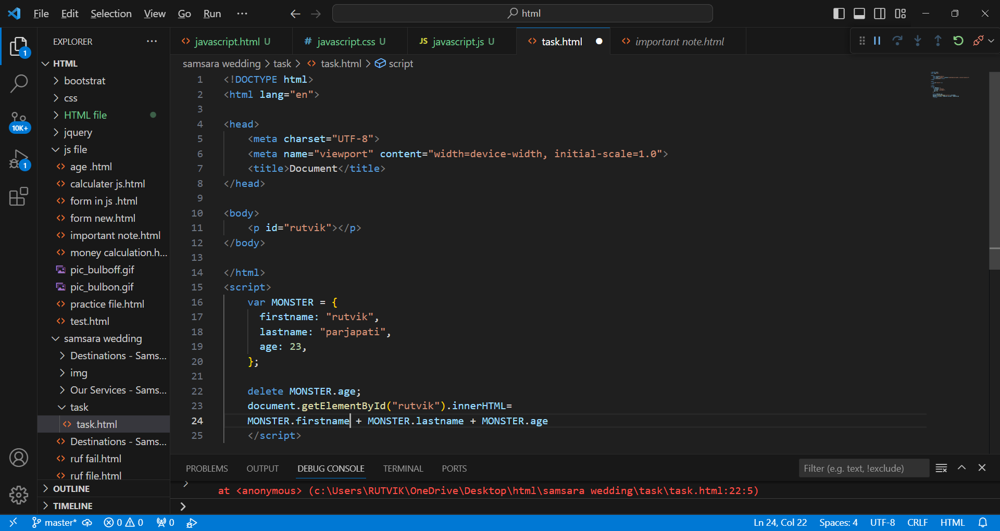 File Edit Selection View Go Run ··· html
EXPLORER ···
1
HTML
bootstrat
css
HTML file
10K+
jquery
js file
1
age .html
calculater js.html
form in js .html
form new.html
important note.html
money calculation.h...
pic_bulboff.gif
pic_bulbon.gif
practice file.html
test.html
samsara wedding
Destinations - Sams...
img
Our Services - Sams...
task
task.html
Destinations - Sams...
ruf fail.html
ruf file.html
OUTLINE
TIMELINE
javascript.html U # javascript.css U JS javascript.js U task.html important note.html
samsara wedding > task > task.html > script
1 <!DOCTYPE html>
2 <html lang="en">
3
4 <head>
5 <meta charset="UTF-8">
6 <meta name="viewport" content="width=device-width, initial-scale=1.0">
7 <title>Document</title>
8 </head>
9
10 <body>
11 <p id="rutvik"></p>
12 </body>
13
14 </html>
15 <script>
16 var MONSTER = {
17 firstname: "rutvik",
18 lastname: "parjapati",
19 age: 23,
20 };
21
22 delete MONSTER.age;
23 document.getElementById("rutvik").innerHTML=
24 MONSTER.firstname + MONSTER.lastname + MONSTER.age
25 </script>
PROBLEMS OUTPUT DEBUG CONSOLE TERMINAL PORTS Filter (e.g. text, !exclude)
at <anonymous> (c:\Users\RUTVIK\OneDrive\Desktop\html\samsara wedding\task\task.html:22:5)
>
master* 0 0 0 Ln 24, Col 22 Spaces: 4 UTF-8 CRLF HTML